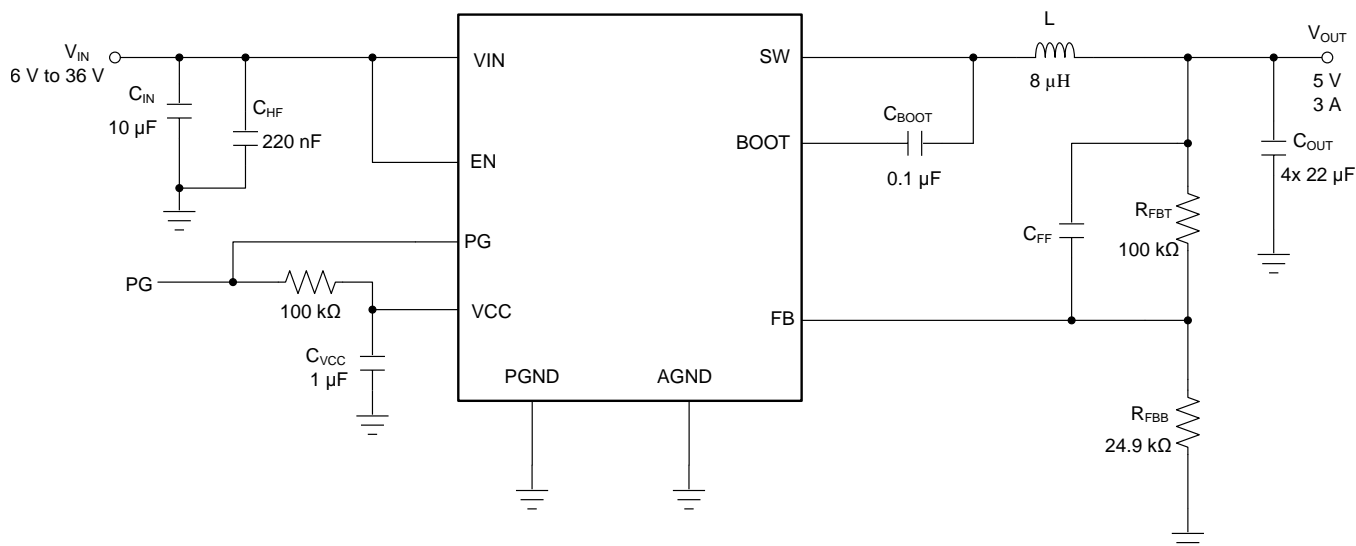 V_IN
6 V to 36 V
C_IN
10 µF
C_HF
220 nF
VIN
EN
PG
PG
100 kΩ
VCC
C_VCC
1 µF
PGND
AGND
SW
BOOT
FB
C_BOOT
0.1 µF
L
8 µH
C_FF
R_FBT
100 kΩ
R_FBB
24.9 kΩ
V_OUT
5 V
3 A
C_OUT
4x 22 µF